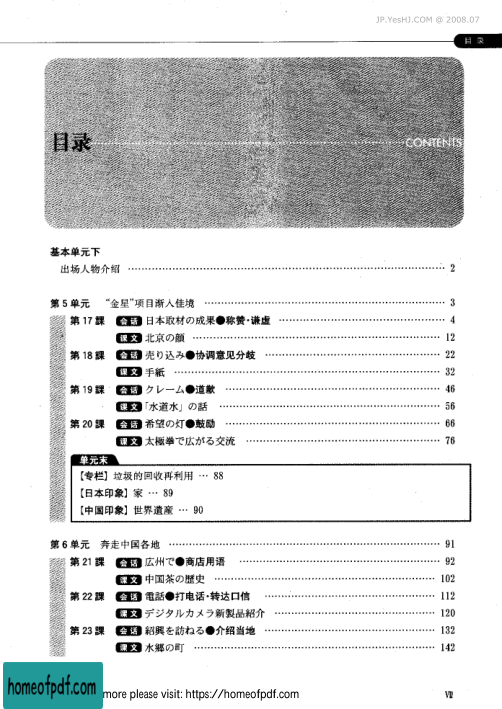 JP.YesHJ.COM @ 2008.07
目 录
目录 CONTENTS
基本单元下
出场人物介绍 2
第5单元 “金星”项目渐入佳境 3
第17課 会话 日本取材の成果●称赞·谦虚 4
课文 北京の顔 12
第18課 会话 売り込み●协调意见分歧 22
课文 手紙 32
第19課 会话 クレーム●道歉 46
课文 「水道水」の話 56
第20課 会话 希望の灯●鼓励 66
课文 太極拳で広がる交流 76
单元末
【专栏】垃圾的回收再利用 … 88
【日本印象】家 … 89
【中国印象】世界遗産 … 90
第6单元 奔走中国各地 91
第21課 会话 広州で●商店用语 92
课文 中国茶の歴史 102
第22課 会话 電話●打电话·转达口信 112
课文 デジタルカメラ新製品紹介 120
第23課 会话 紹興を訪ねる●介绍当地 132
课文 水郷の町 142
homeofpdf.com more please visit: https://homeofpdf.com
VII